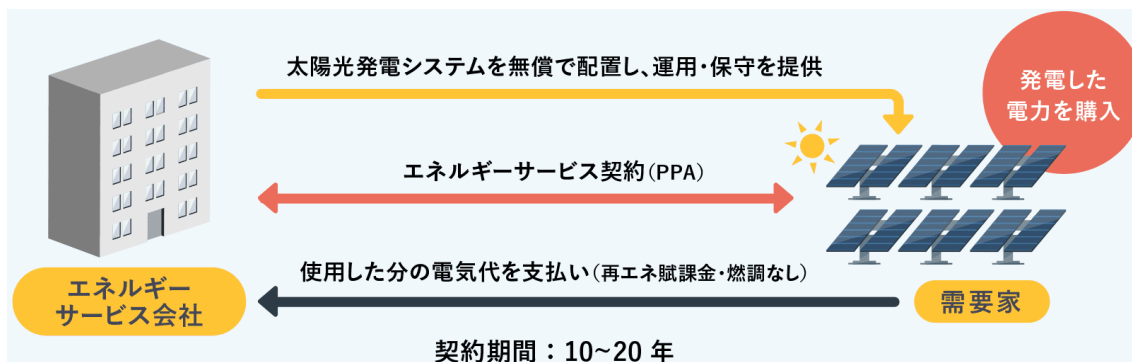 太陽光発電システムを無償で配置し、運用・保守を提供
発電した
電力を購入
エネルギーサービス契約(PPA)
使用した分の電気代を支払い(再エネ賦課金・燃調なし)
エネルギー
サービス会社
需要家
契約期間:10~20 年